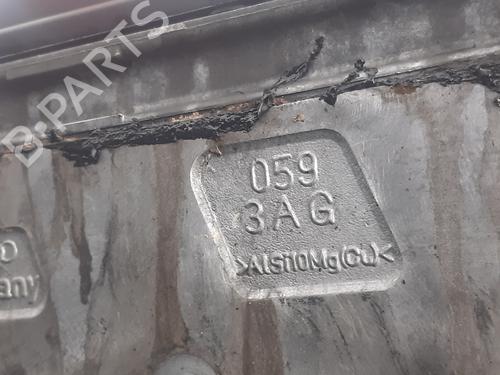 B-PARTS
059
3AG
>AlSi10Mg(Cu)<
any